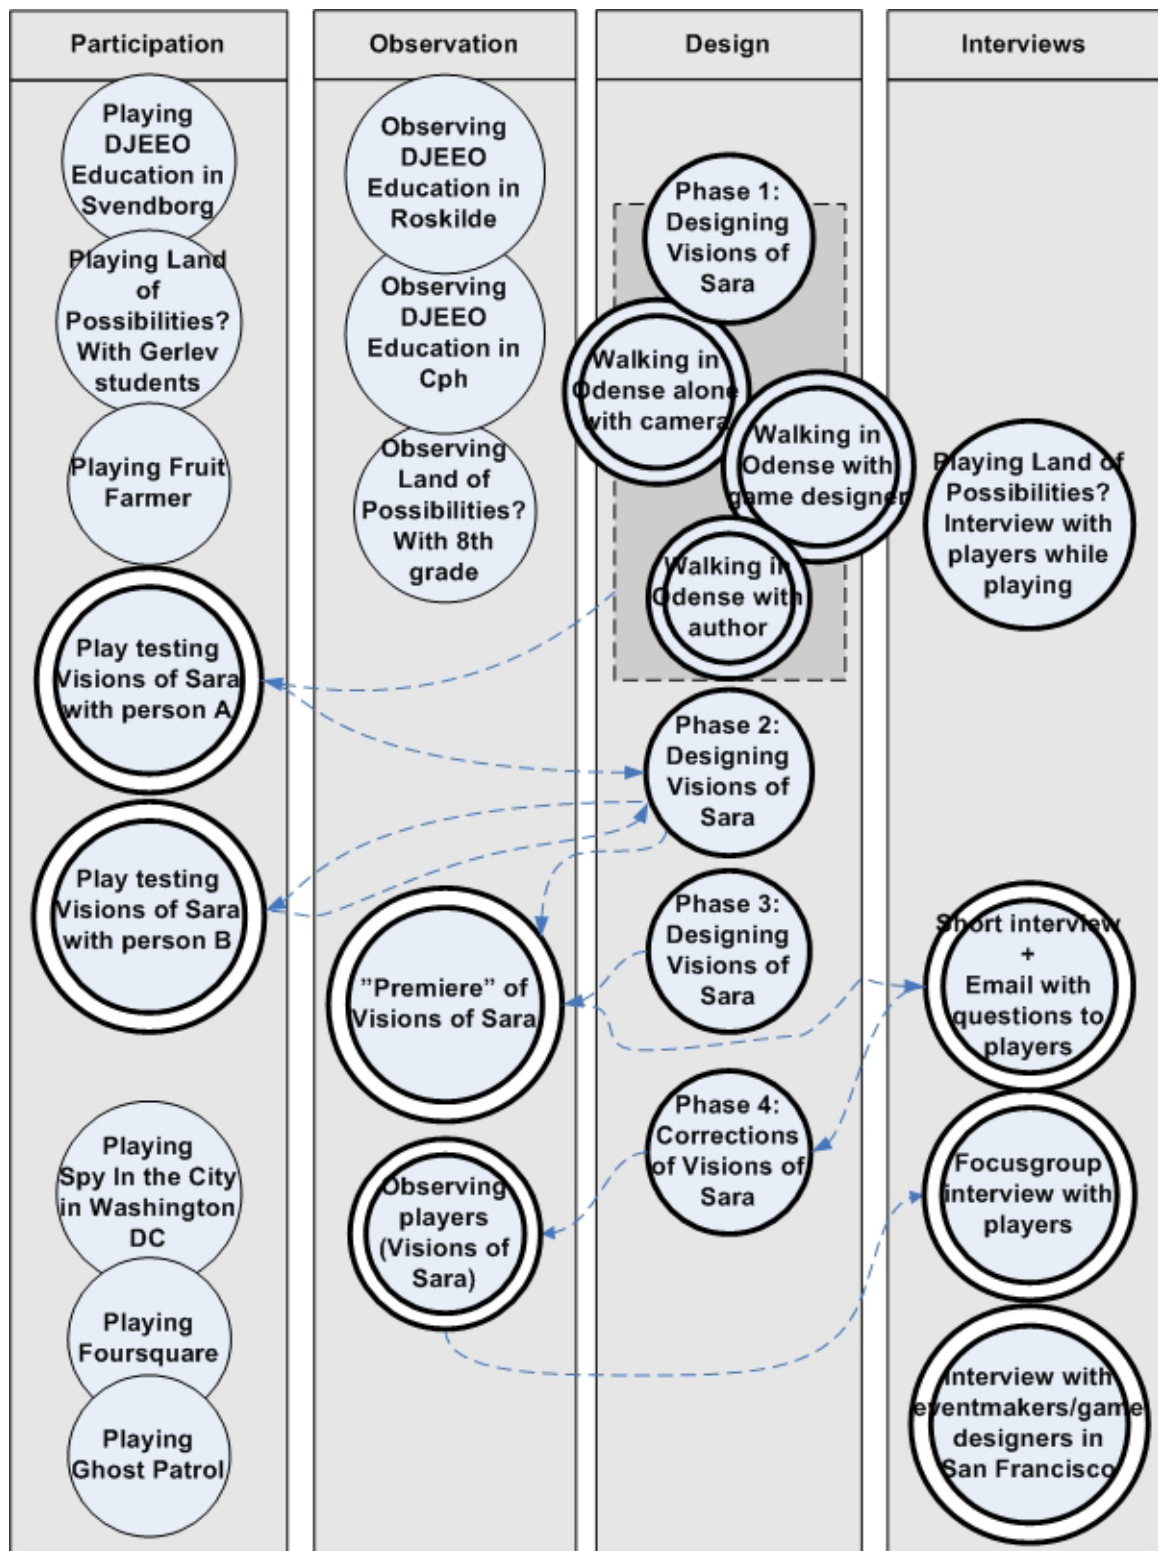 Participation
Playing
DJEEO
Education in
Svendborg
Playing Land
of
Possibilities?
With Gerlev
students
Playing Fruit
Farmer
Play testing
Visions of Sara
with person A
Play testing
Visions of Sara
with person B
Playing
Spy In the City
in Washington
DC
Playing
Foursquare
Playing
Ghost Patrol
Observation
Observing
DJEEO
Education in
Roskilde
Observing
DJEEO
Education in
Cph
Observing
Land of
Possibilities?
With 8th
grade
”Premiere” of
Visions of Sara
Observing
players
(Visions of
Sara)
Design
Phase 1:
Designing
Visions of
Sara
Walking in
Odense alone
with camera
Walking in
Odense with
game designer
Walking in
Odense with
author
Phase 2:
Designing
Visions of
Sara
Phase 3:
Designing
Visions of
Sara
Phase 4:
Corrections
of Visions of
Sara
Interviews
Playing Land of
Possibilities?
Interview with
players while
playing
Short interview
+
Email with
questions to
players
Focusgroup
interview with
players
Interview with
eventmakers/game
designers in
San Francisco